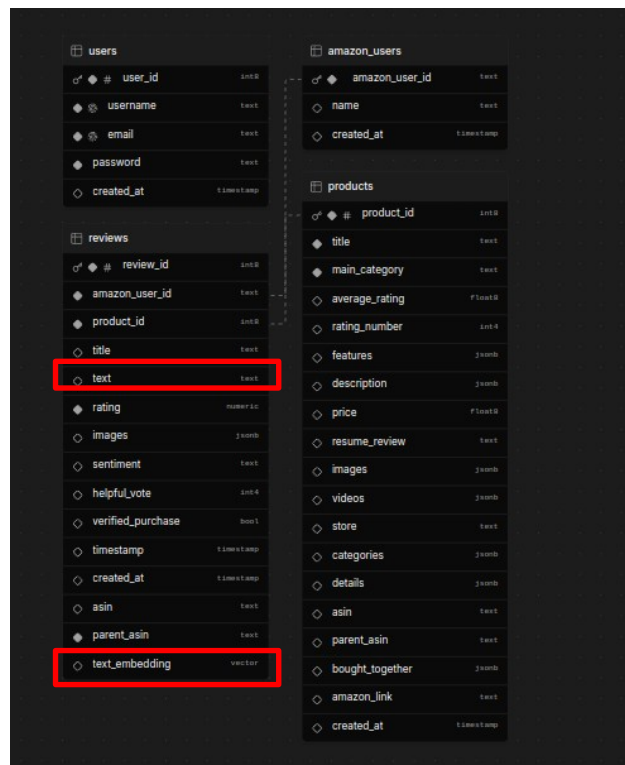 users
# user_id int8
username text
email text
password text
created_at timestamp
reviews
# review_id int8
amazon_user_id text
product_id int8
title text
text text
rating numeric
images jsonb
sentiment text
helpful_vote int4
verified_purchase bool
timestamp timestamp
created_at timestamp
asin text
parent_asin text
text_embedding vector
amazon_users
amazon_user_id text
name text
created_at timestamp
products
# product_id int8
title text
main_category text
average_rating float8
rating_number int4
features jsonb
description jsonb
price float8
resume_review text
images jsonb
videos jsonb
store text
categories jsonb
details jsonb
asin text
parent_asin text
bought_together jsonb
amazon_link text
created_at timestamp